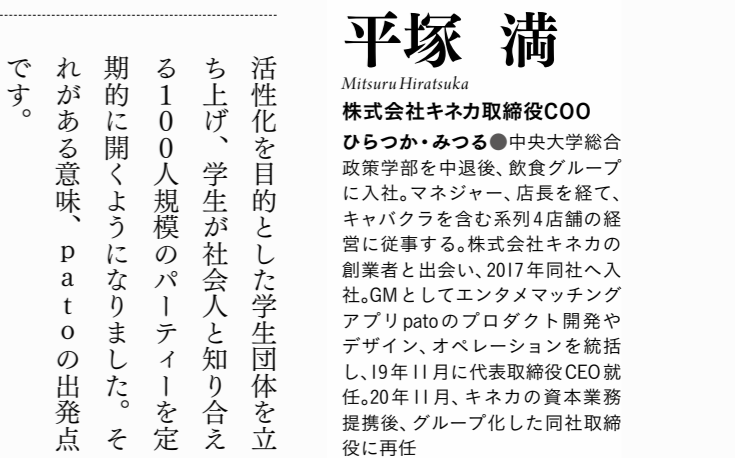 平塚 満
Mitsuru Hiratsuka
株式会社キネカ取締役COO
ひらつか・みつる●中央大学総合
政策学部を中退後、飲食グループ
に入社。マネジャー、店長を経て、
キャバクラを含む系列4店舗の経
営に従事する。株式会社キネカの
創業者と出会い、2017年同社へ入
社。GMとしてエンタメマッチング
アプリpatoのプロダクト開発や
デザイン、オペレーションを統括
し、19年11月に代表取締役CEO就
任。20年11月、キネカの資本業務
提携後、グループ化した同社取締
役に再任
活性化を目的とした学生団体を立
ち上げ、学生が社会人と知り合え
る100人規模のパーティーを定
期的に開くようになりました。そ
れがある意味、patoの出発点
です。